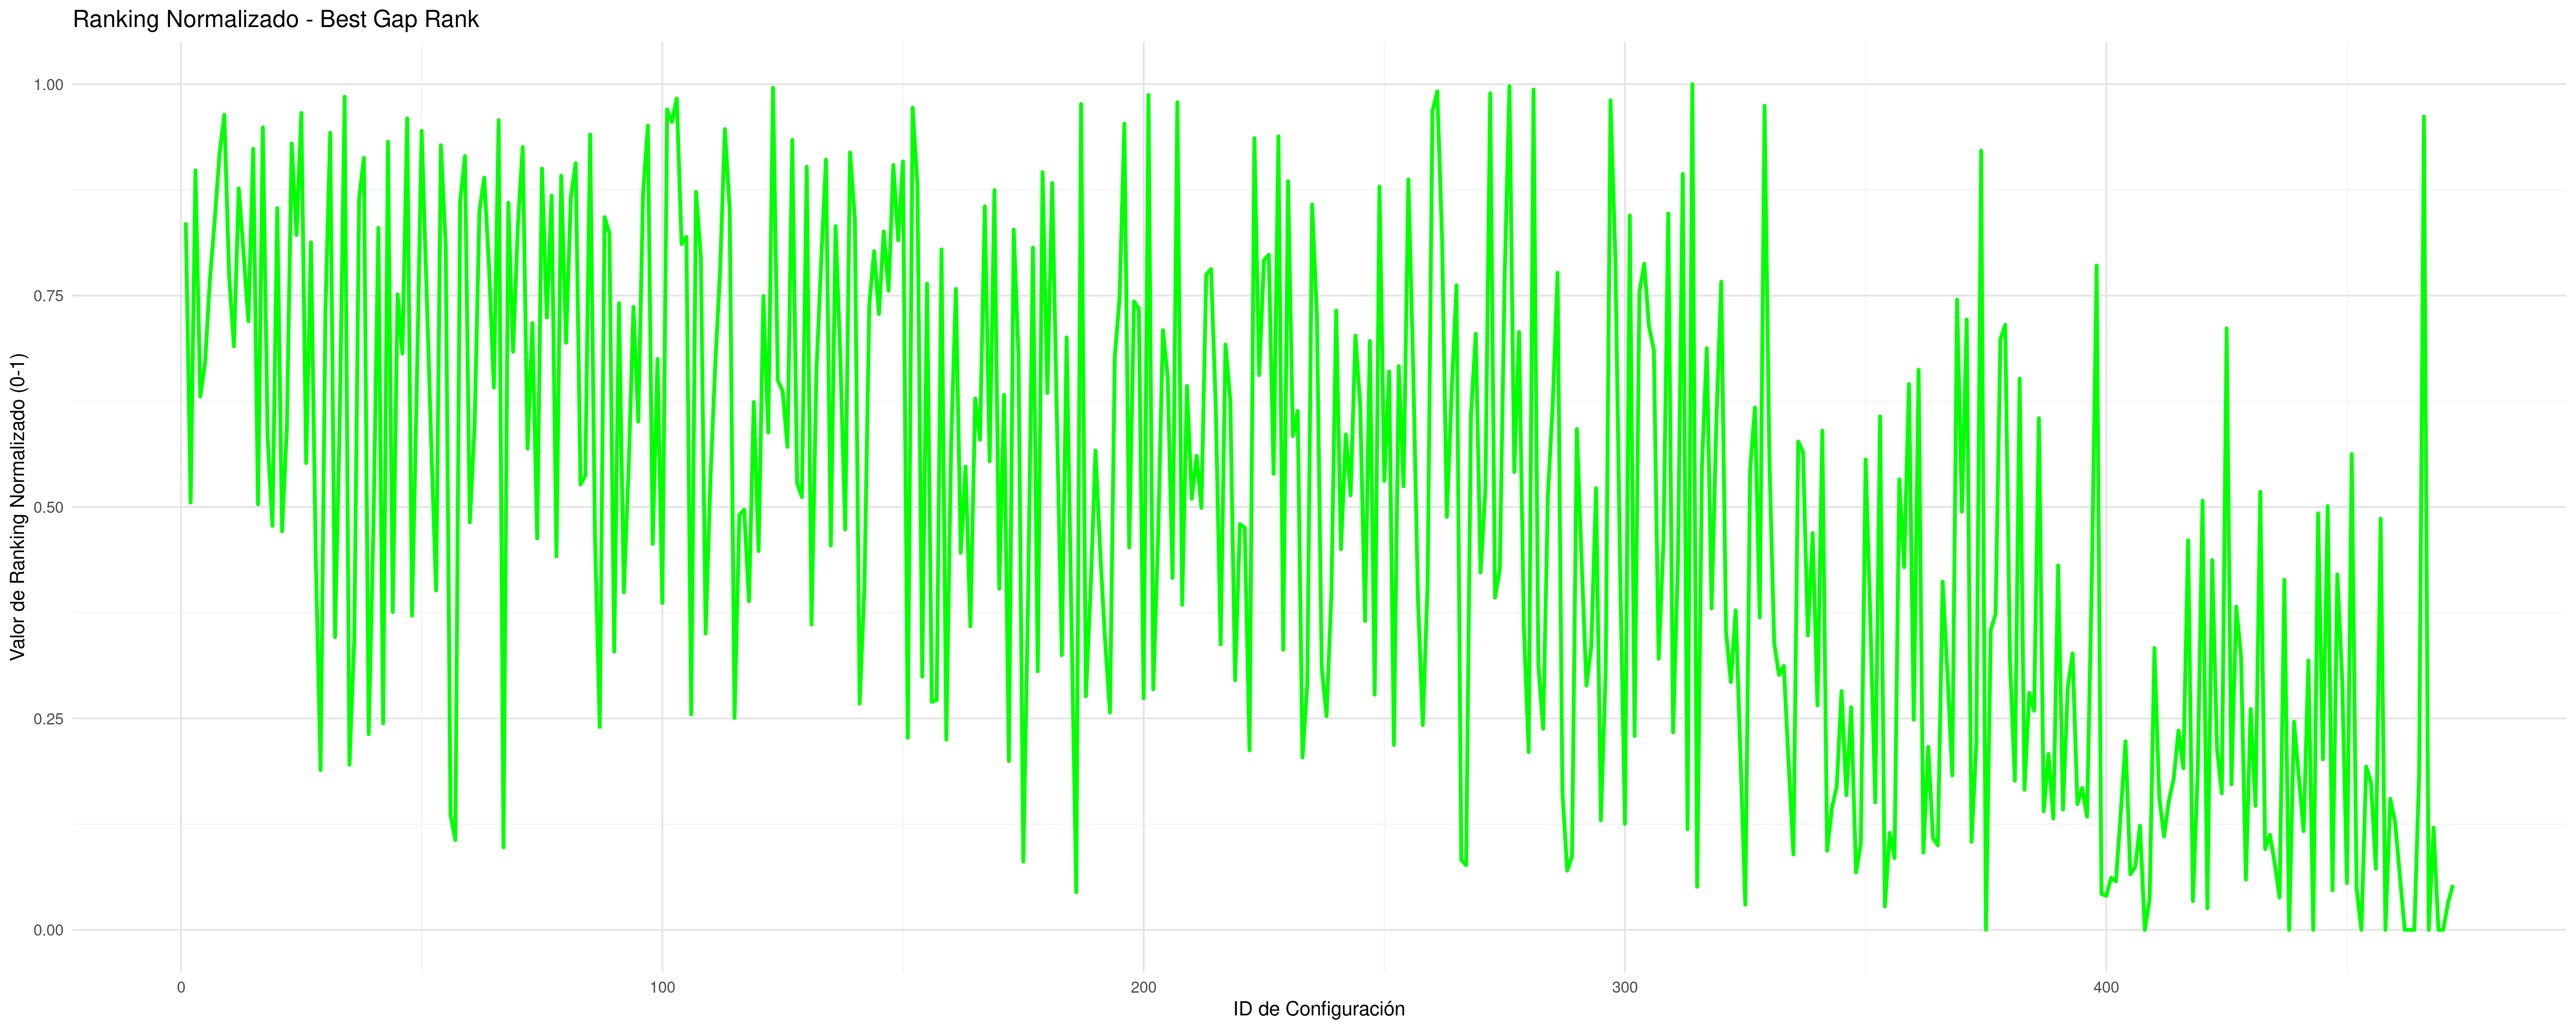 Ranking Normalizado - Best Gap Rank
Valor de Ranking Normalizado (0-1)
1.00
0.75
0.50
0.25
0.00
0 100 200 300 400
ID de Configuración